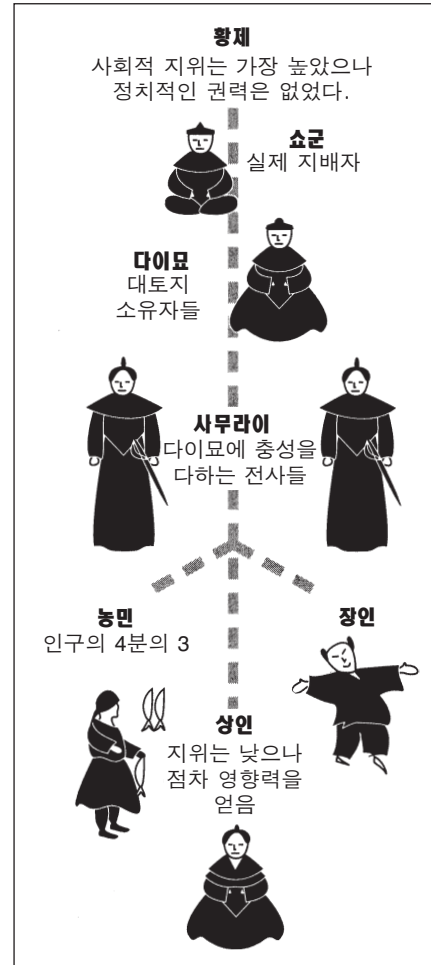 황제
사회적 지위는 가장 높았으나
정치적인 권력은 없었다.
쇼군
실제 지배자
다이묘
대토지
소유자들
사무라이
다이묘에 충성을
다하는 전사들
농민
인구의 4분의 3
장인
상인
지위는 낮으나
점차 영향력을
얻음